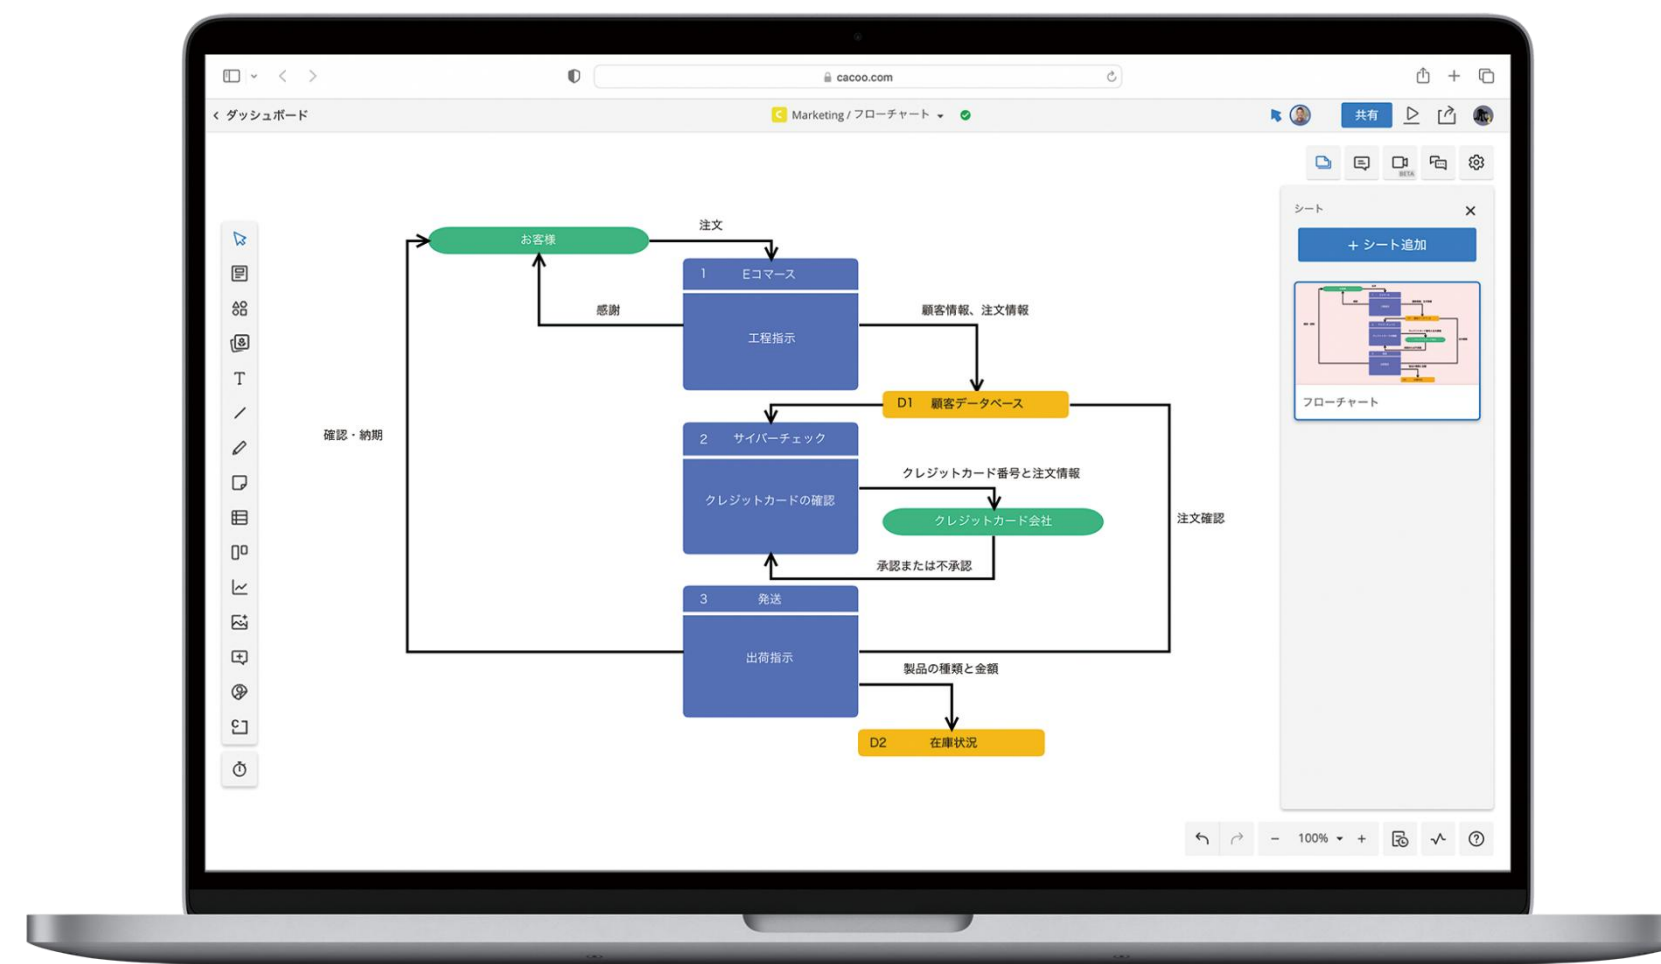 cacoo.com
ダッシュボード
C Marketing / フローチャート
共有
BETA
シート
+ シート追加
フローチャート
お客様
注文
1 Eコマース
工程指示
感謝
顧客情報、注文情報
D1 顧客データベース
確認・納期
2 サイバーチェック
クレジットカードの確認
クレジットカード番号と注文情報
クレジットカード会社
注文確認
承認または不承認
3 発送
出荷指示
製品の種類と金額
D2 在庫状況
100%